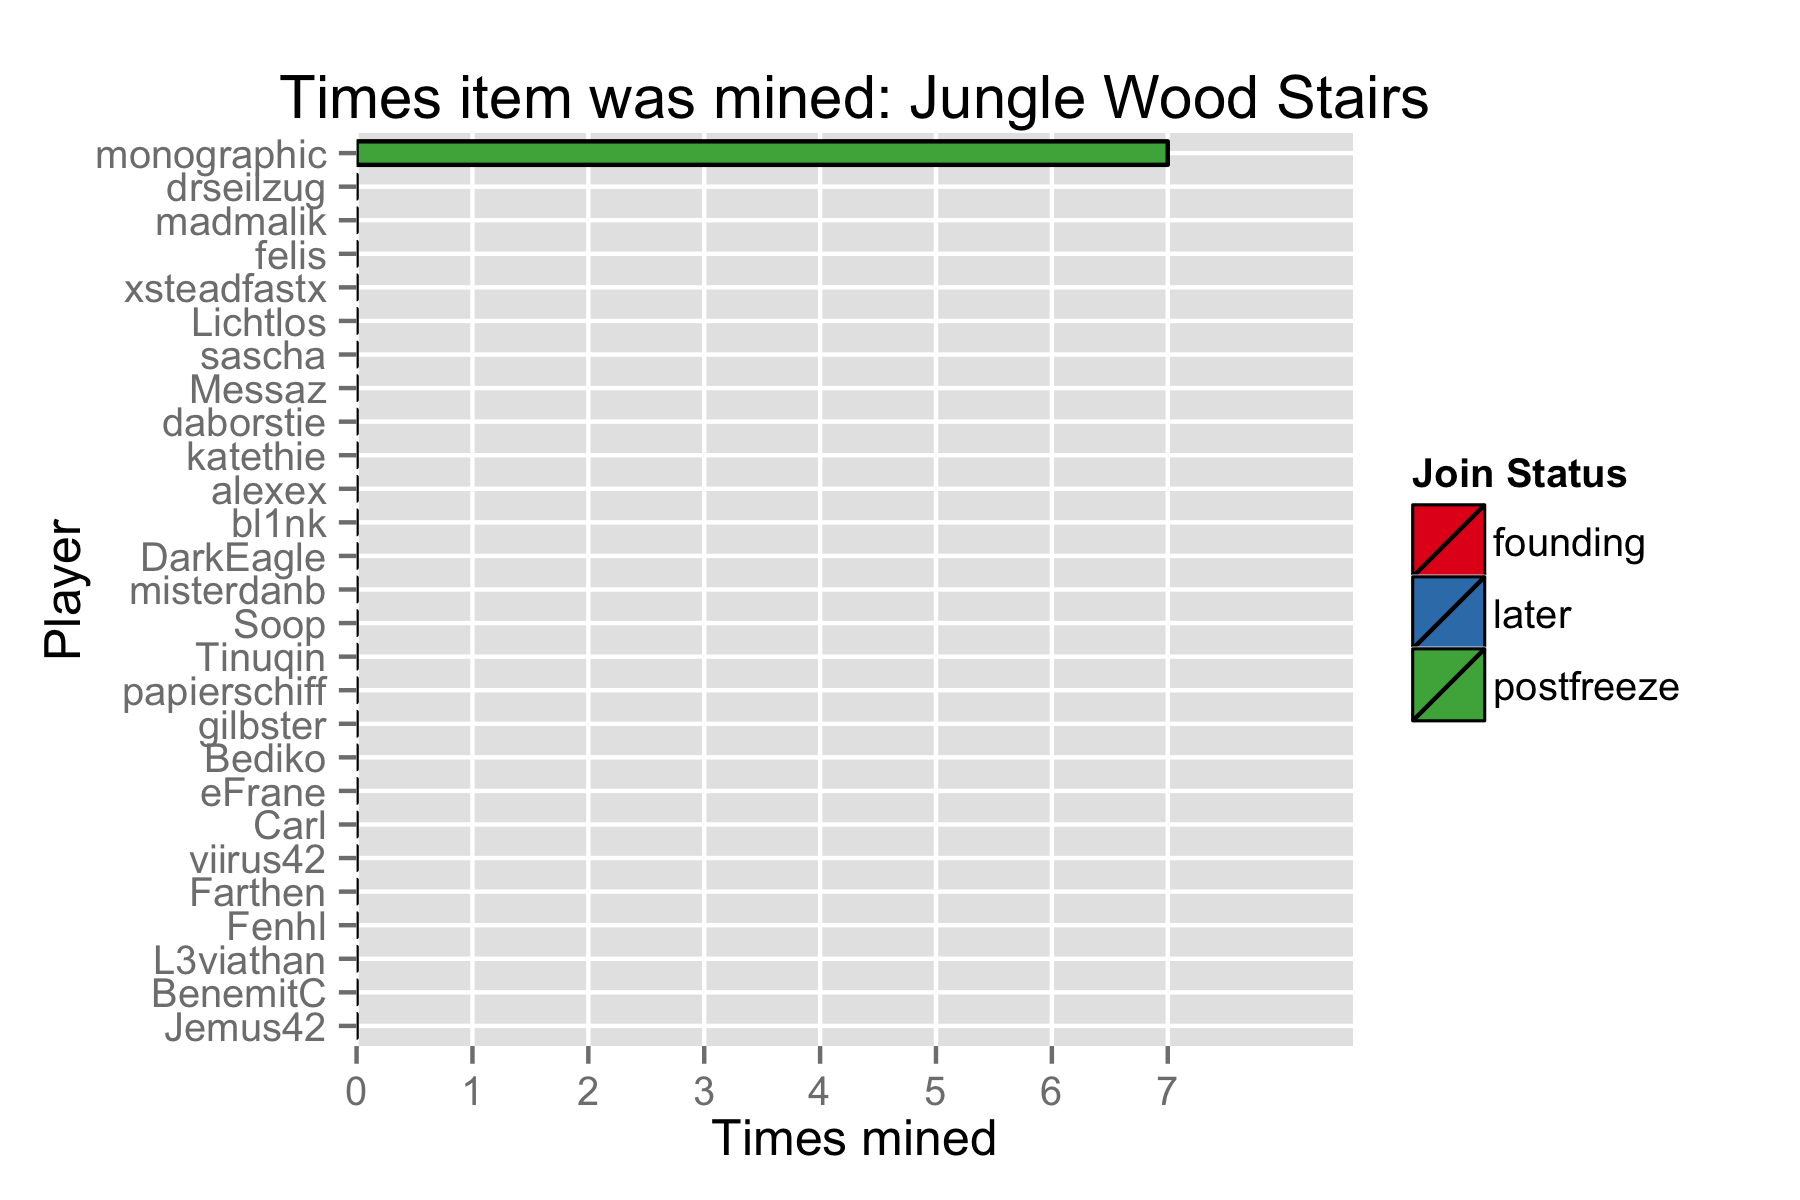 Times item was mined: Jungle Wood Stairs
monographic
drseilzug
madmalik
felis
xsteadfastx
Lichtlos
sascha
Messaz
daborstie
katethie
alexex
bl1nk
DarkEagle
misterdanb
Soop
Tinuqin
papierschiff
gilbster
Bediko
eFrane
Carl
viirus42
Farthen
Fenhl
L3viathan
BenemitC
Jemus42
Player
0 1 2 3 4 5 6 7
Times mined
Join Status
founding
later
postfreeze